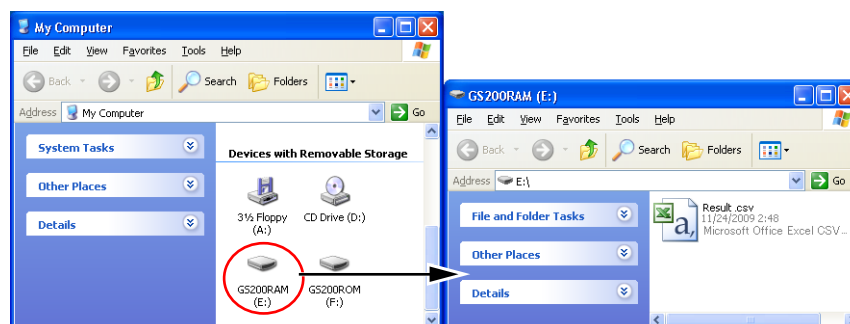 My Computer
File Edit View Favorites Tools Help
Back Search Folders
Address My Computer Go
System Tasks
Other Places
Details
Devices with Removable Storage
3½ Floppy (A:)
CD Drive (D:)
GS200RAM (E:)
GS200ROM (F:)
GS200RAM (E:)
File Edit View Favorites Tools Help
Back Search Folders
Address E:\ Go
File and Folder Tasks
Other Places
Details
Result.csv
11/24/2009 2:48
Microsoft Office Excel CSV...